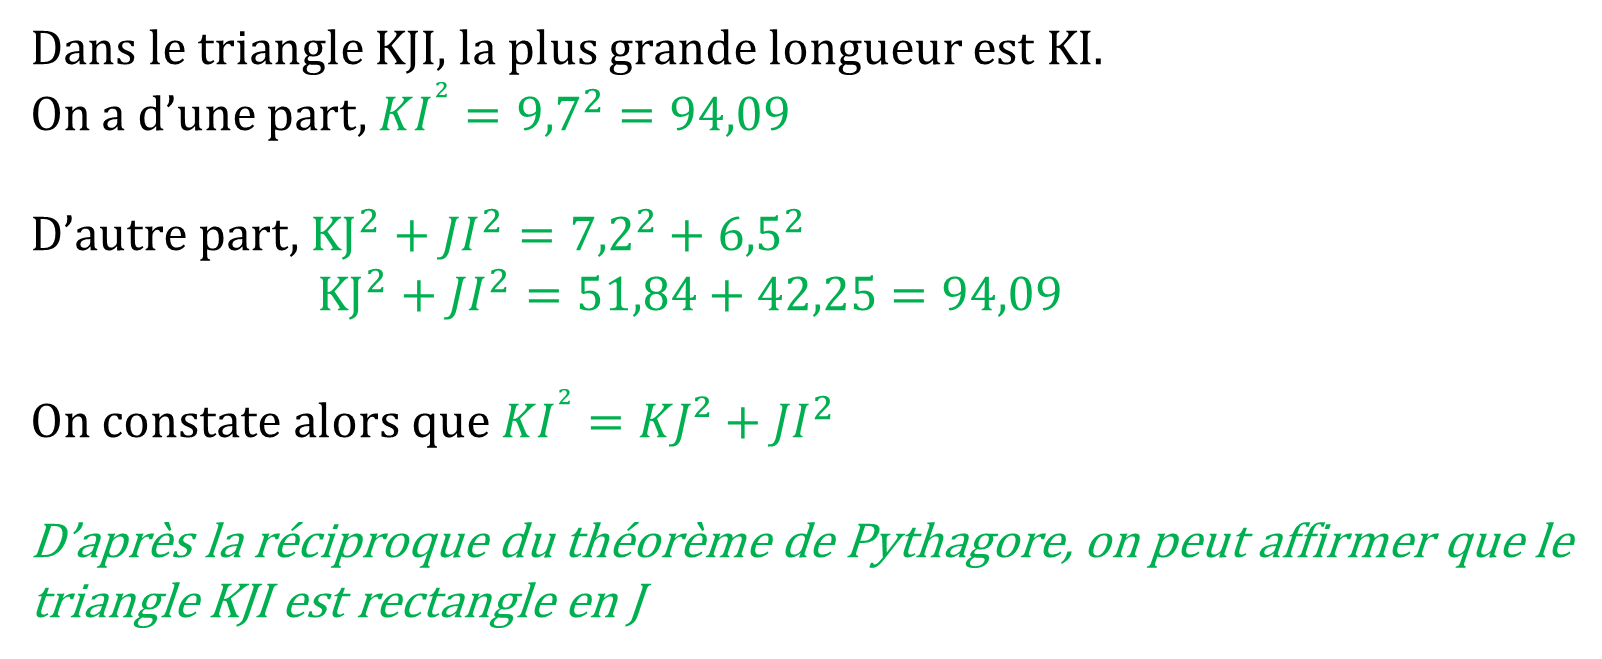 Dans le triangle KJI, la plus grande longueur est KI.
On a d’une part, KI² = 9,7² = 94,09
D’autre part, KJ² + JI² = 7,2² + 6,5²
KJ² + JI² = 51,84 + 42,25 = 94,09
On constate alors que KI² = KJ² + JI²
D’après la réciproque du théorème de Pythagore, on peut affirmer que le
triangle KJI est rectangle en J